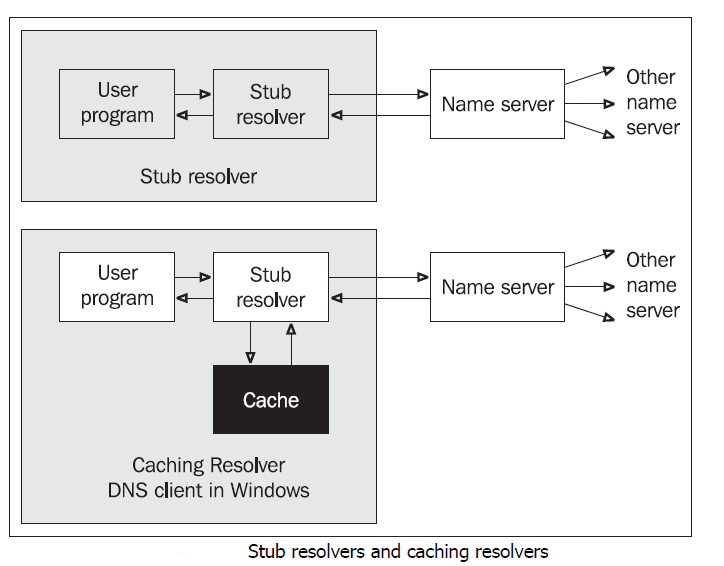 User
program
Stub
resolver
Name server
Other
name
server
Stub resolver
User
program
Stub
resolver
Name server
Other
name
server
Cache
Caching Resolver
DNS client in Windows
Stub resolvers and caching resolvers